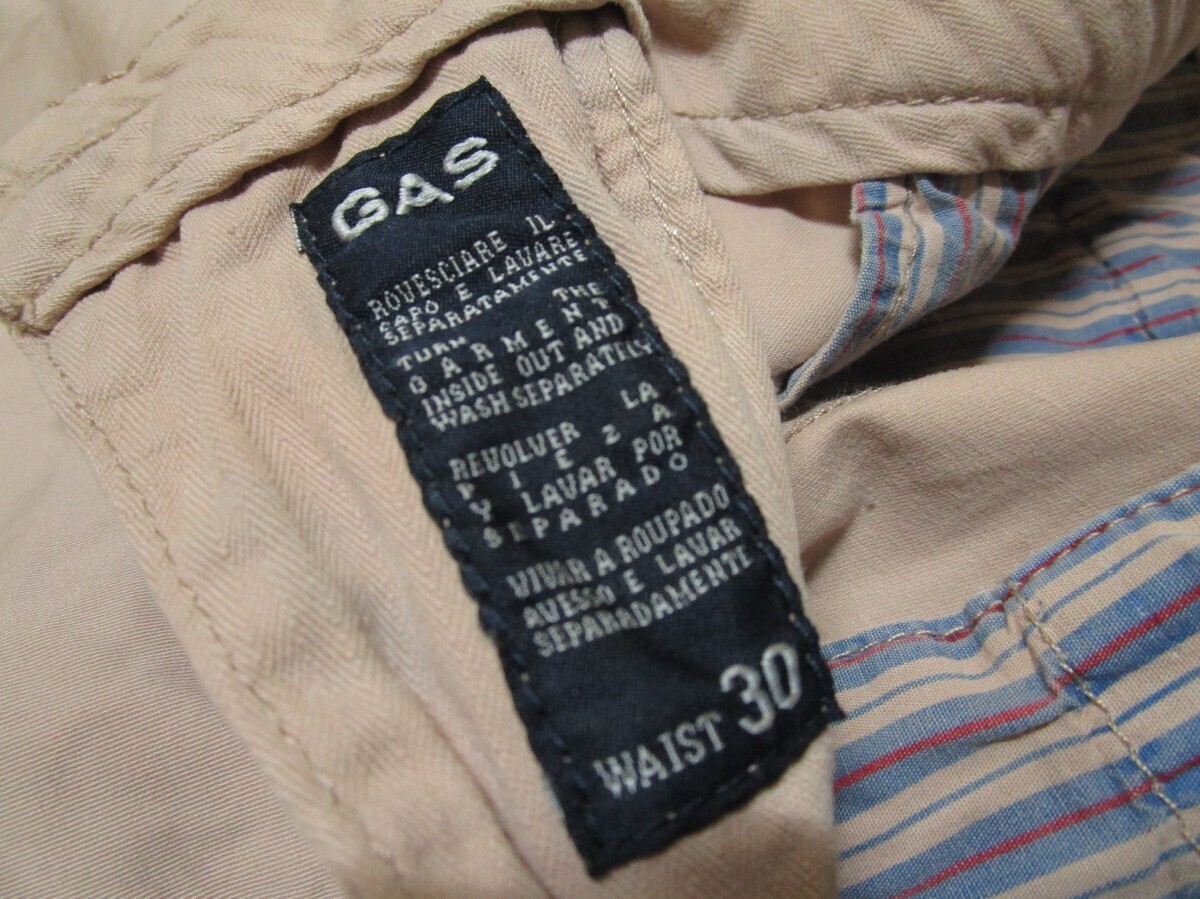 GAS
ROVESCIARE IL
CAPO E LAVARE
SEPARATAMENTE
TURN THE
GARMENT
INSIDE OUT AND
WASH SEPARATELY
REVOLVER LA
PIEZA
Y LAVAR POR
SEPARADO
VIVAR A ROUPADO
AVESSO E LAVAR
SEPARADAMENTE
WAIST 30